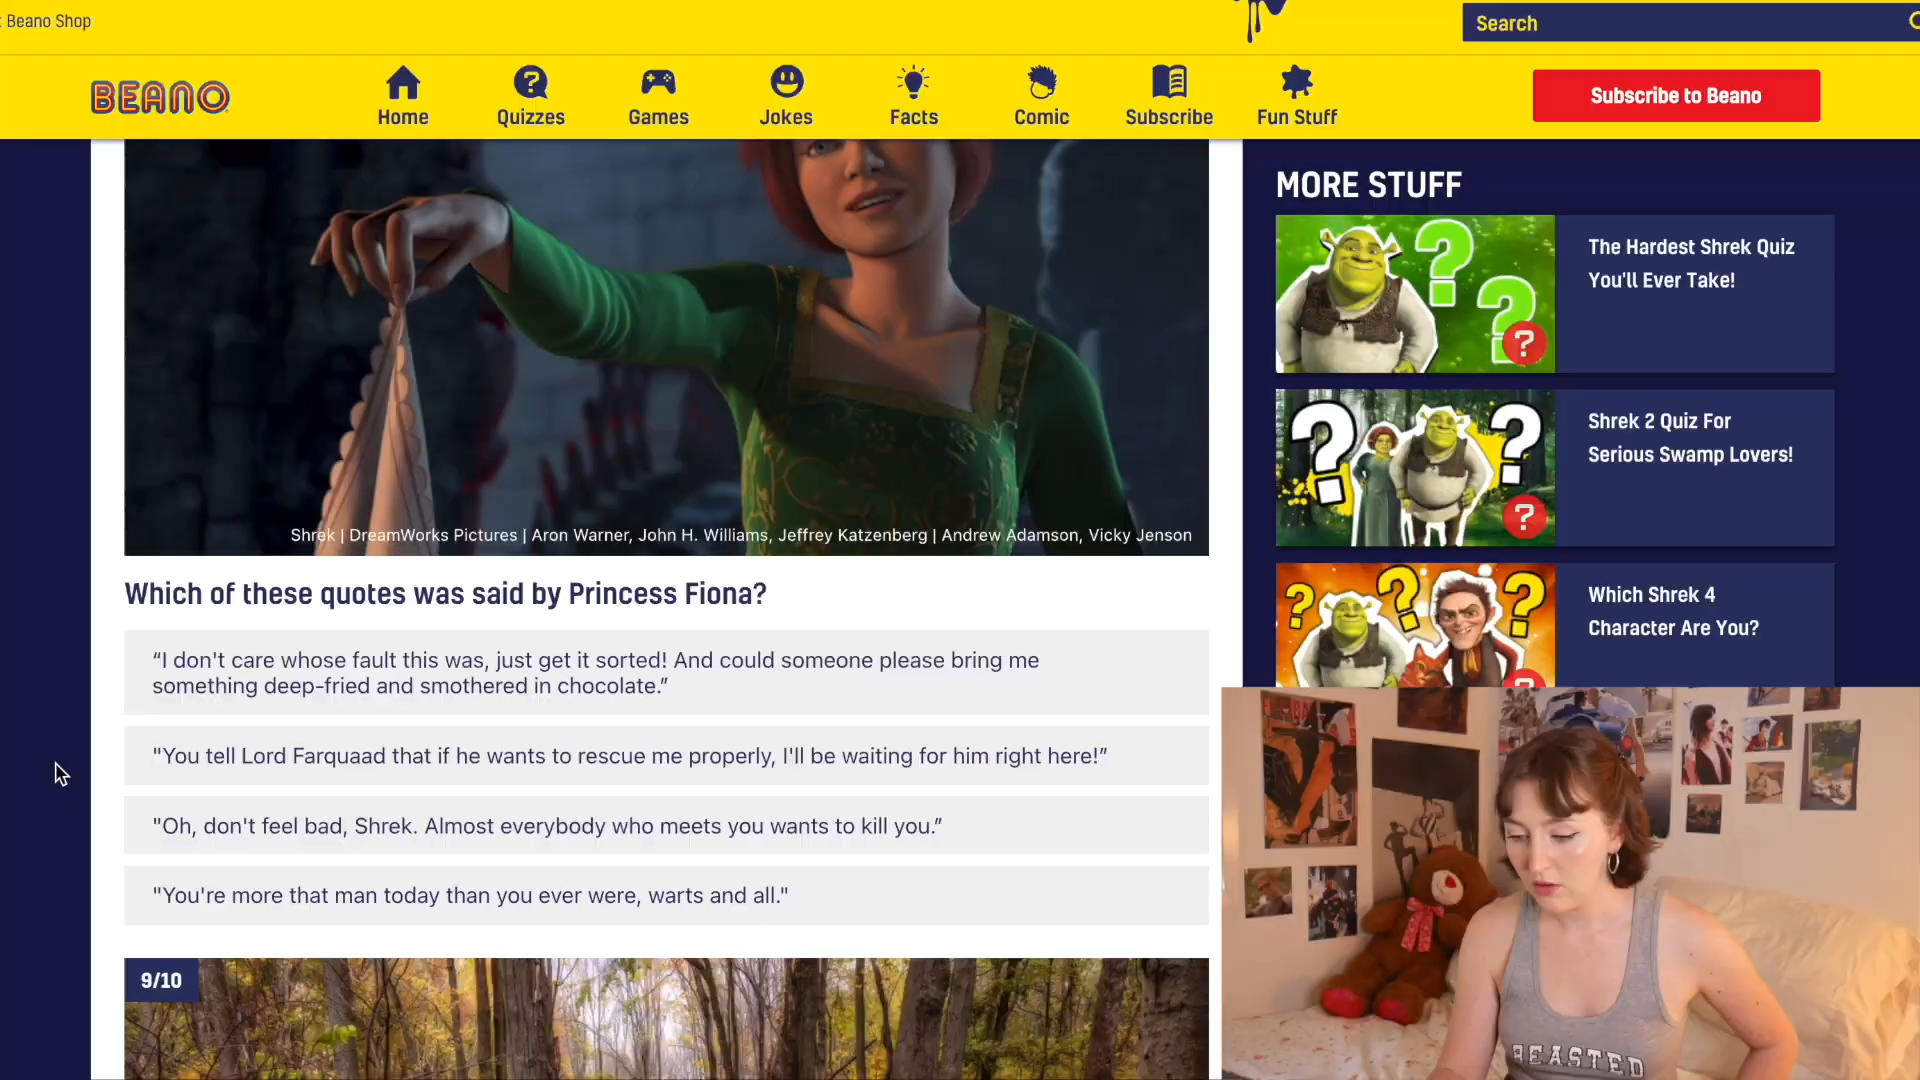 Beano Shop
Search
BEANO
Home
Quizzes
Games
Jokes
Facts
Comic
Subscribe
Fun Stuff
Subscribe to Beano
Shrek | DreamWorks Pictures | Aron Warner, John H. Williams, Jeffrey Katzenberg | Andrew Adamson, Vicky Jenson
Which of these quotes was said by Princess Fiona?
“I don't care whose fault this was, just get it sorted! And could someone please bring me
something deep-fried and smothered in chocolate.”
"You tell Lord Farquaad that if he wants to rescue me properly, I'll be waiting for him right here!”
"Oh, don't feel bad, Shrek. Almost everybody who meets you wants to kill you.”
"You're more that man today than you ever were, warts and all."
9/10
MORE STUFF
The Hardest Shrek Quiz
You'll Ever Take!
Shrek 2 Quiz For
Serious Swamp Lovers!
Which Shrek 4
Character Are You?
BEASTED